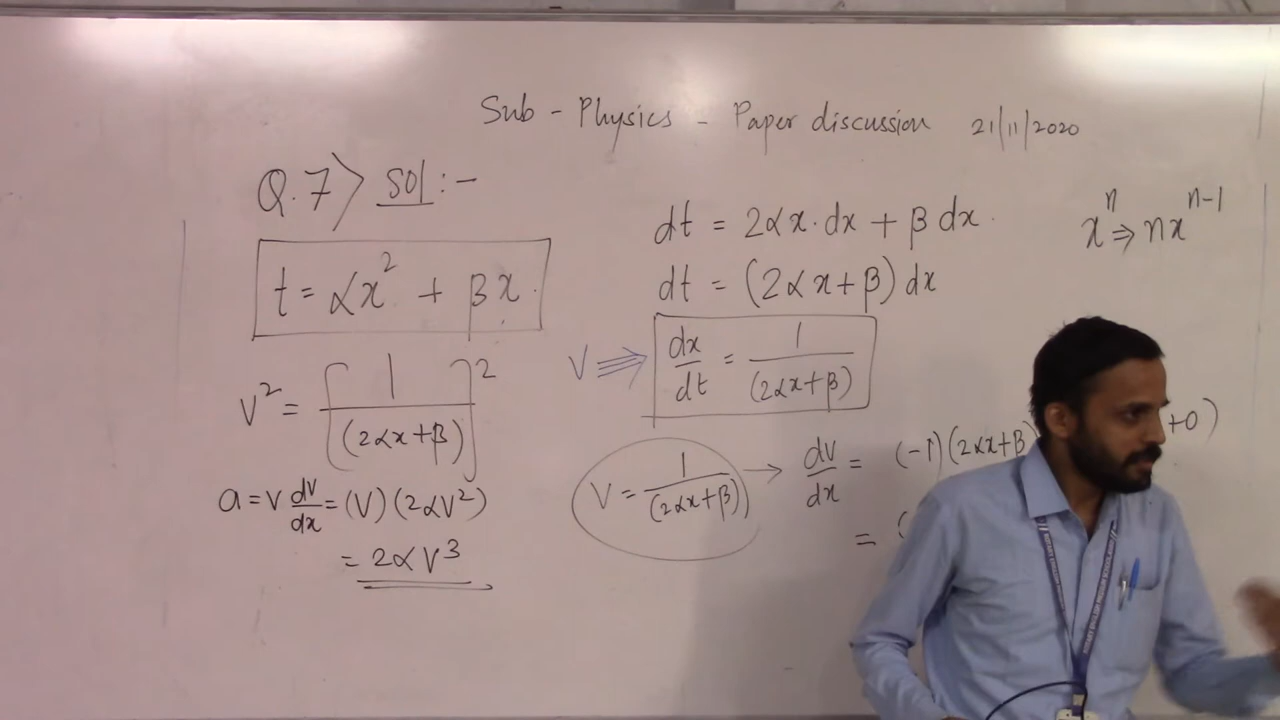 Sub - Physics - Paper discussion 21/11/2020
Q.7> Sol :-
t = αx² + βx.
v² = [1/(2αx+β)]²
a = v dv/dx = (v)(2αv²)
= 2αv³
dt = 2αx.dx + β dx.
dt = (2αx+β) dx
v ⇛ dx/dt = 1/(2αx+β)
v = 1/(2αx+β) → dv/dx = (-1)(2αx+β) +0)
= (
xⁿ ⇒ nxⁿ⁻¹